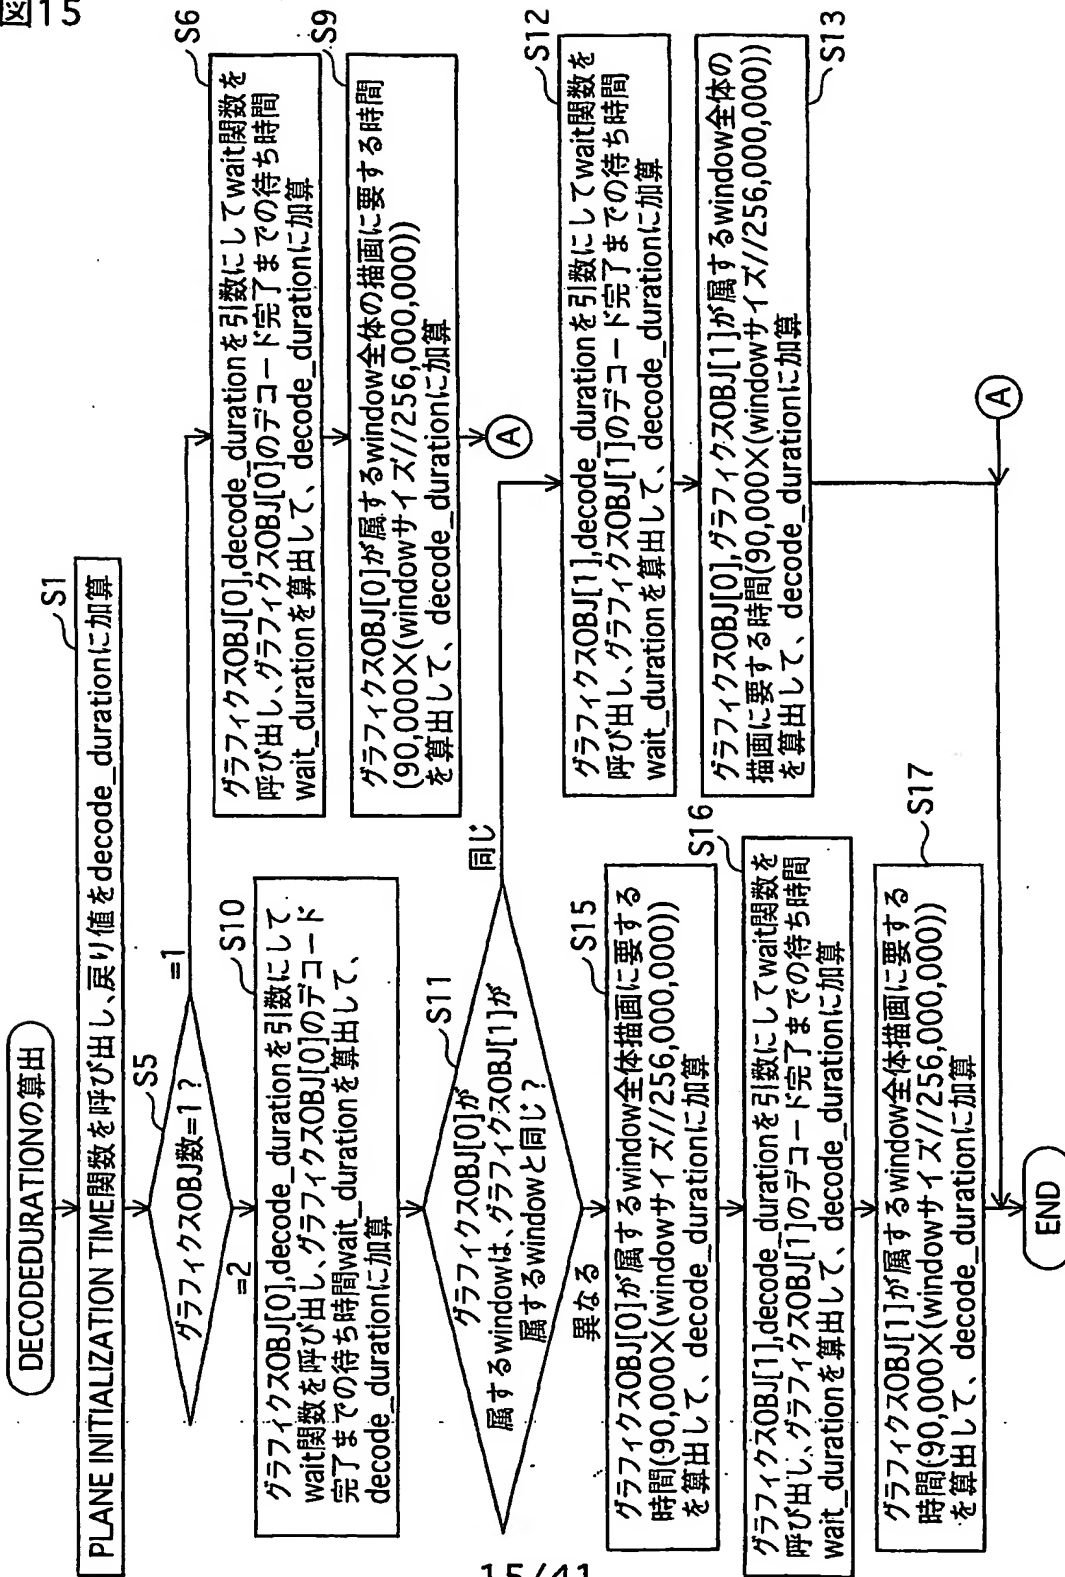 図15
DECODEDURATIONの算出
S1
PLANE INITIALIZATION TIME関数を呼び出し、戻り値をdecode_durationに加算
S5
グラフィクスOBJ数=1?
=1
=2
S6
グラフィクスOBJ[0],decode_durationを引数にしてwait関数を
呼び出し、グラフィクスOBJ[0]のデコード完了までの待ち時間
wait_durationを算出して、decode_durationに加算
S9
グラフィクスOBJ[0]が属するwindow全体の描画に要する時間
(90,000×(windowサイズ//256,000,000))
を算出して、decode_durationに加算
A
S10
グラフィクスOBJ[0],decode_durationを引数にして
wait関数を呼び出し、グラフィクスOBJ[0]のデコード
完了までの待ち時間wait_durationを算出して、
decode_durationに加算
S11
グラフィクスOBJ[0]が
属するwindowは、グラフィクスOBJ[1]が
属するwindowと同じ?
同じ
異なる
S12
グラフィクスOBJ[1],decode_durationを引数にしてwait関数を
呼び出し、グラフィクスOBJ[1]のデコード完了までの待ち時間
wait_durationを算出して、decode_durationに加算
S13
グラフィクスOBJ[0],グラフィクスOBJ[1]が属するwindow全体の
描画に要する時間(90,000×(windowサイズ//256,000,000))
を算出して、decode_durationに加算
S15
グラフィクスOBJ[0]が属するwindow全体描画に要する
時間(90,000×(windowサイズ//256,000,000))
を算出して、decode_durationに加算
S16
グラフィクスOBJ[1],decode_durationを引数にしてwait関数を
呼び出し、グラフィクスOBJ[1]のデコード完了までの待ち時間
wait_durationを算出して、decode_durationに加算
S17
グラフィクスOBJ[1]が属するwindow全体描画に要する
時間(90,000×(windowサイズ//256,000,000))
を算出して、decode_durationに加算
A
END
15/41